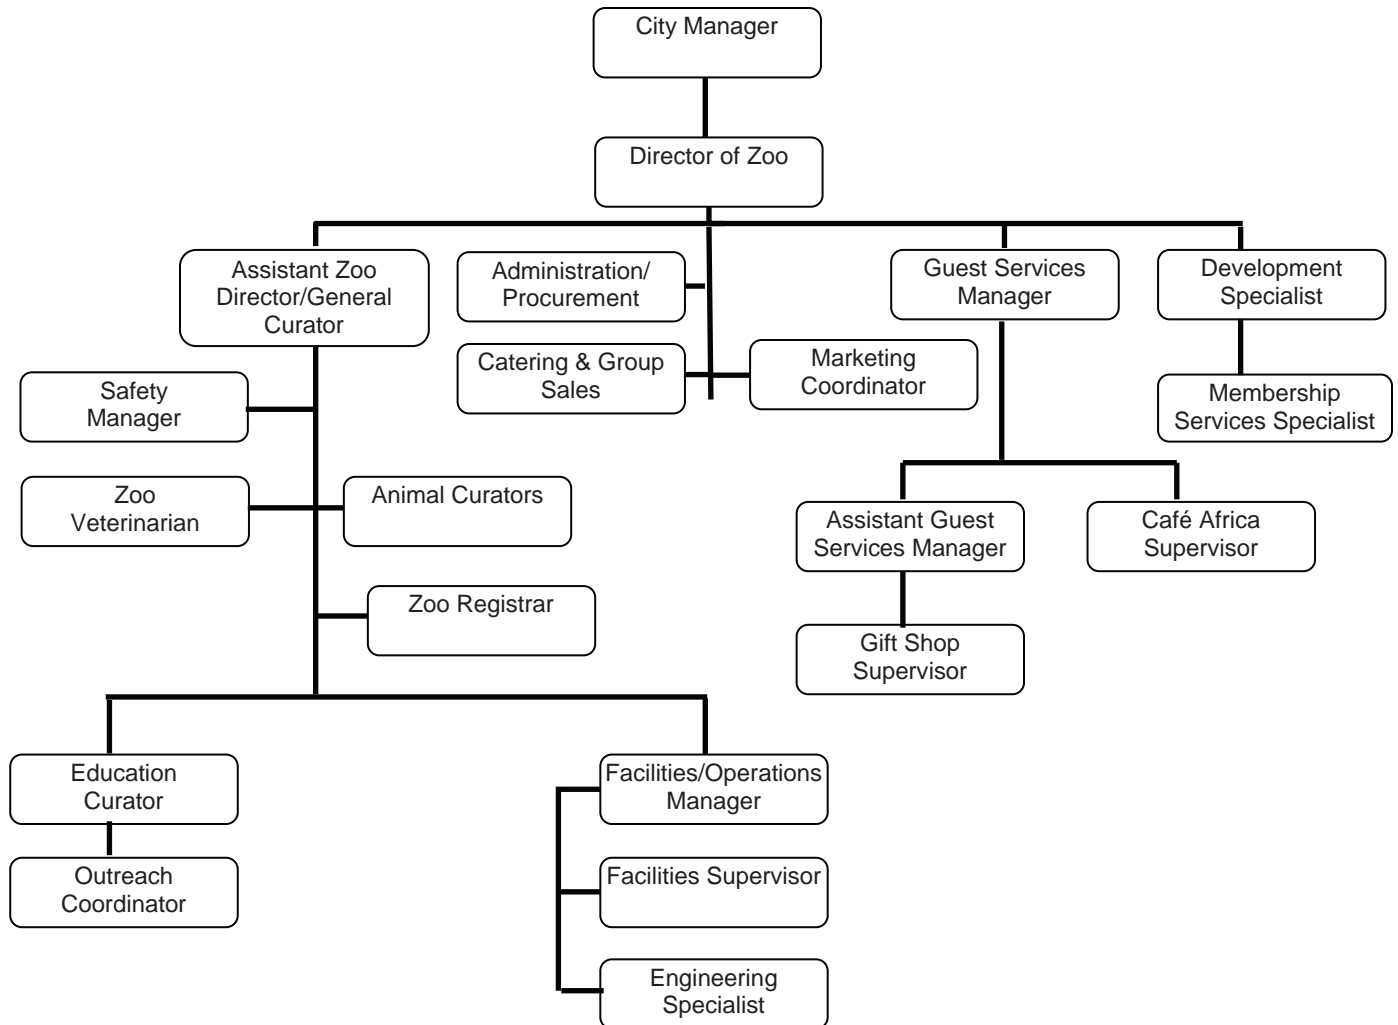 City Manager
Director of Zoo
Assistant Zoo
Director/General
Curator
Administration/
Procurement
Guest Services
Manager
Development
Specialist
Catering & Group
Sales
Marketing
Coordinator
Safety
Manager
Membership
Services Specialist
Zoo
Veterinarian
Animal Curators
Assistant Guest
Services Manager
Café Africa
Supervisor
Zoo Registrar
Gift Shop
Supervisor
Education
Curator
Facilities/Operations
Manager
Outreach
Coordinator
Facilities Supervisor
Engineering
Specialist